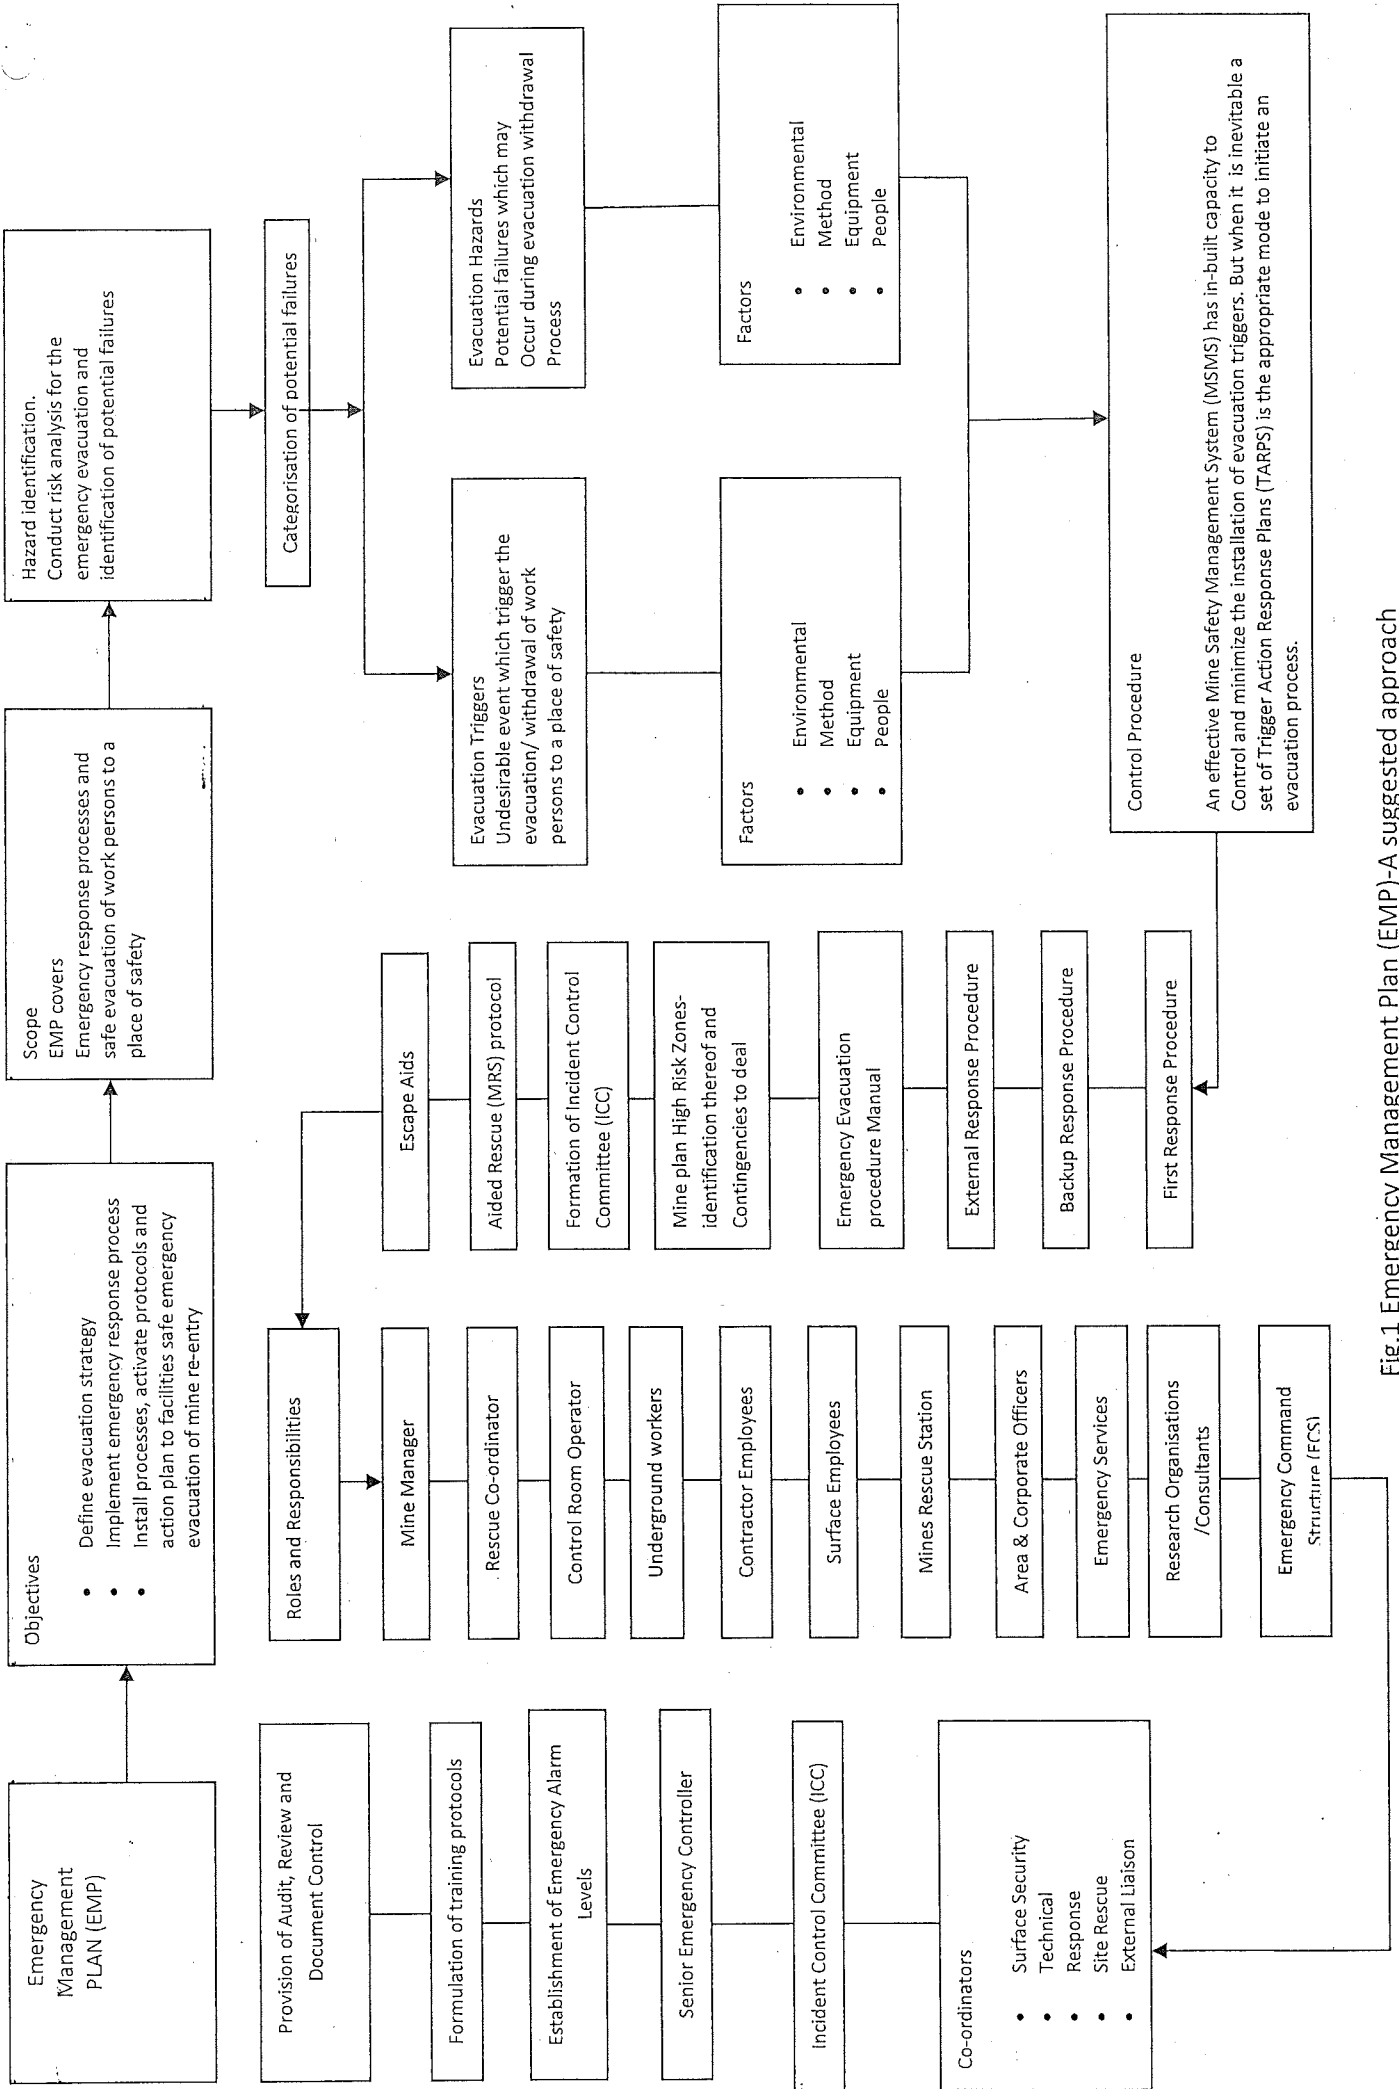 Emergency
Management
PLAN (EMP)
Objectives
• Define evacuation strategy
• Implement emergency response process
• Install processes, activate protocols and
action plan to facilities safe emergency
evacuation of mine re-entry
Scope
EMP covers
Emergency response processes and
safe evacuation of work persons to a
place of safety
Hazard identification.
Conduct risk analysis for the
emergency evacuation and
identification of potential failures
Categorisation of potential failures
Evacuation Triggers
Undesirable event which trigger the
evacuation/ withdrawal of work
persons to a place of safety
Evacuation Hazards
Potential failures which may
Occur during evacuation withdrawal
Process
Factors
• Environmental
• Method
• Equipment
• People
Factors
• Environmental
• Method
• Equipment
• People
Control Procedure
An effective Mine Safety Management System (MSMS) has in-built capacity to
Control and minimize the installation of evacuation triggers. But when it is inevitable a
set of Trigger Action Response Plans (TARPS) is the appropriate mode to initiate an
evacuation process.
Escape Aids
Aided Rescue (MRS) protocol
Formation of Incident Control
Committee (ICC)
Mine plan High Risk Zones-
identification thereof and
Contingencies to deal
Emergency Evacuation
procedure Manual
External Response Procedure
Backup Response Procedure
First Response Procedure
Roles and Responsibilities
Mine Manager
Rescue Co-ordinator
Control Room Operator
Underground workers
Contractor Employees
Surface Employees
Mines Rescue Station
Area & Corporate Officers
Emergency Services
Research Organisations
/Consultants
Emergency Command
Structure (ECS)
Provision of Audit, Review and
Document Control
Formulation of training protocols
Establishment of Emergency Alarm
Levels
Senior Emergency Controller
Incident Control Committee (ICC)
Co-ordinators
• Surface Security
• Technical
• Response
• Site Rescue
• External Liaison
Fig.1 Emergency Management Plan (EMP)-A suggested approach